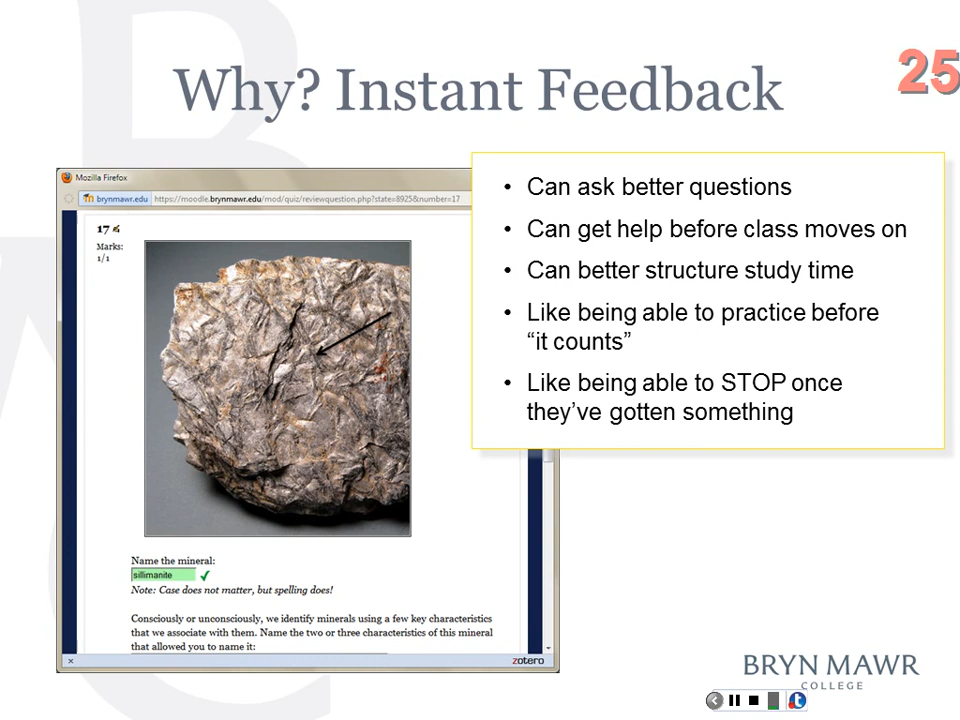 Why? Instant Feedback
25
Mozilla Firefox
brynmawr.edu
https://moodle.brynmawr.edu/mod/quiz/reviewquestion.php?state=8925&number=17
17
Marks:
1/1
Name the mineral:
sillimanite
Note: Case does not matter, but spelling does!
Consciously or unconsciously, we identify minerals using a few key characteristics
that we associate with them. Name the two or three characteristics of this mineral
that allowed you to name it:
zotero
• Can ask better questions
• Can get help before class moves on
• Can better structure study time
• Like being able to practice before
“it counts”
• Like being able to STOP once
they’ve gotten something
BRYN MAWR
COLLEGE